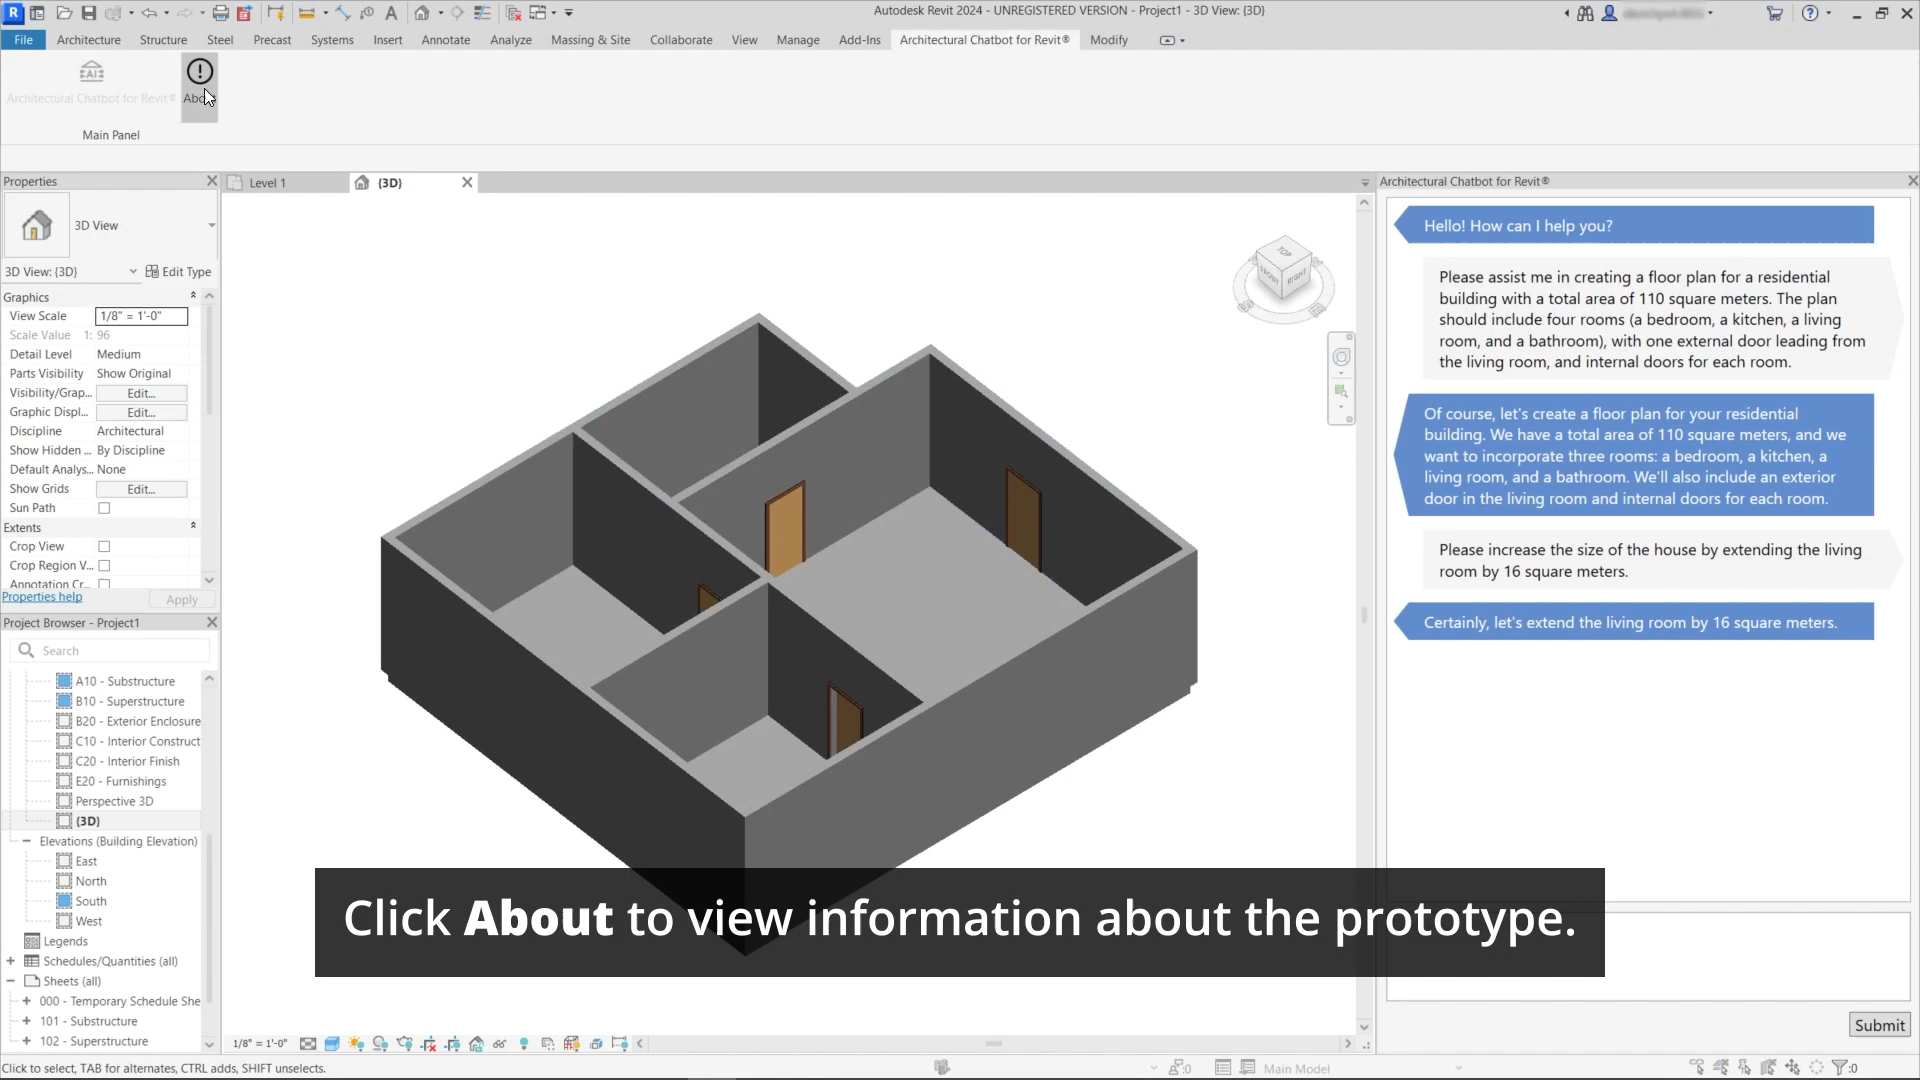 Autodesk Revit 2024 - UNREGISTERED VERSION - Project1 - 3D View: {3D}
File Architecture Structure Steel Precast Systems Insert Annotate Analyze Massing & Site Collaborate View Manage Add-Ins Architectural Chatbot for Revit® Modify
AI
Architectural Chatbot for Revit®
Main Panel
Properties
Level 1
{3D}
Architectural Chatbot for Revit®
3D View
3D View: {3D}
Edit Type
Graphics
View Scale 1/8" = 1'-0"
Scale Value 1: 96
Detail Level Medium
Parts Visibility Show Original
Visibility/Grap... Edit...
Graphic Displ... Edit...
Discipline Architectural
Show Hidden ... By Discipline
Default Analys... None
Show Grids Edit...
Sun Path
Extents
Crop View
Crop Region V...
Annotation Cr...
Properties help
Apply
TOP
FRONT
RIGHT
Hello! How can I help you?
Please assist me in creating a floor plan for a residential
building with a total area of 110 square meters. The plan
should include four rooms (a bedroom, a kitchen, a living
room, and a bathroom), with one external door leading from
the living room, and internal doors for each room.
Of course, let's create a floor plan for your residential
building. We have a total area of 110 square meters, and we
want to incorporate three rooms: a bedroom, a kitchen, a
living room, and a bathroom. We'll also include an exterior
door in the living room and internal doors for each room.
Please increase the size of the house by extending the living
room by 16 square meters.
Certainly, let's extend the living room by 16 square meters.
Project Browser - Project1
Search
A10 - Substructure
B10 - Superstructure
B20 - Exterior Enclosure
C10 - Interior Construct
C20 - Interior Finish
E20 - Furnishings
Perspective 3D
{3D}
Elevations (Building Elevation)
East
North
South
West
Legends
Schedules/Quantities (all)
Sheets (all)
000 - Temporary Schedule She
101 - Substructure
102 - Superstructure
Click About to view information about the prototype.
Submit
1/8" = 1'-0"
Click to select, TAB for alternates, CTRL adds, SHIFT unselects.
:0
Main Model
:0